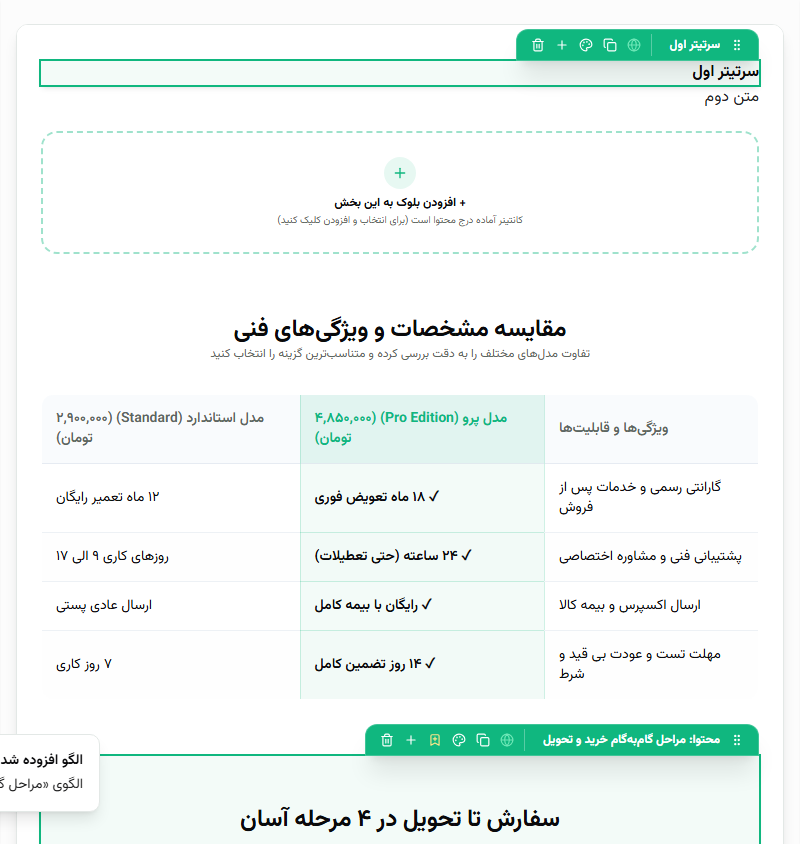 سرتیتر اول
سرتیتر اول
متن دوم
+ افزودن بلوک به این بخش
کانتینر آماده درج محتوا است (برای انتخاب و افزودن کلیک کنید)
مقایسه مشخصات و ویژگی‌های فنی
تفاوت مدل‌های مختلف را به دقت بررسی کرده و متناسب‌ترین گزینه را انتخاب کنید
ویژگی‌ها و قابلیت‌ها
مدل پرو (Pro Edition) (۴,۸۵۰,۰۰۰
تومان)
مدل استاندارد (Standard) (۲,۹۰۰,۰۰۰
تومان)
گارانتی رسمی و خدمات پس از
فروش
✓ ۱۸ ماه تعویض فوری
۱۲ ماه تعمیر رایگان
پشتیبانی فنی و مشاوره اختصاصی
✓ ۲۴ ساعته (حتی تعطیلات)
روزهای کاری ۹ الی ۱۷
ارسال اکسپرس و بیمه کالا
✓ رایگان با بیمه کامل
ارسال عادی پستی
مهلت تست و عودت بی قید و
شرط
✓ ۱۴ روز تضمین کامل
۷ روز کاری
محتوا: مراحل گام‌به‌گام خرید و تحویل
الگو افزوده شد
الگوی «مراحل
سفارش تا تحویل در ۴ مرحله آسان